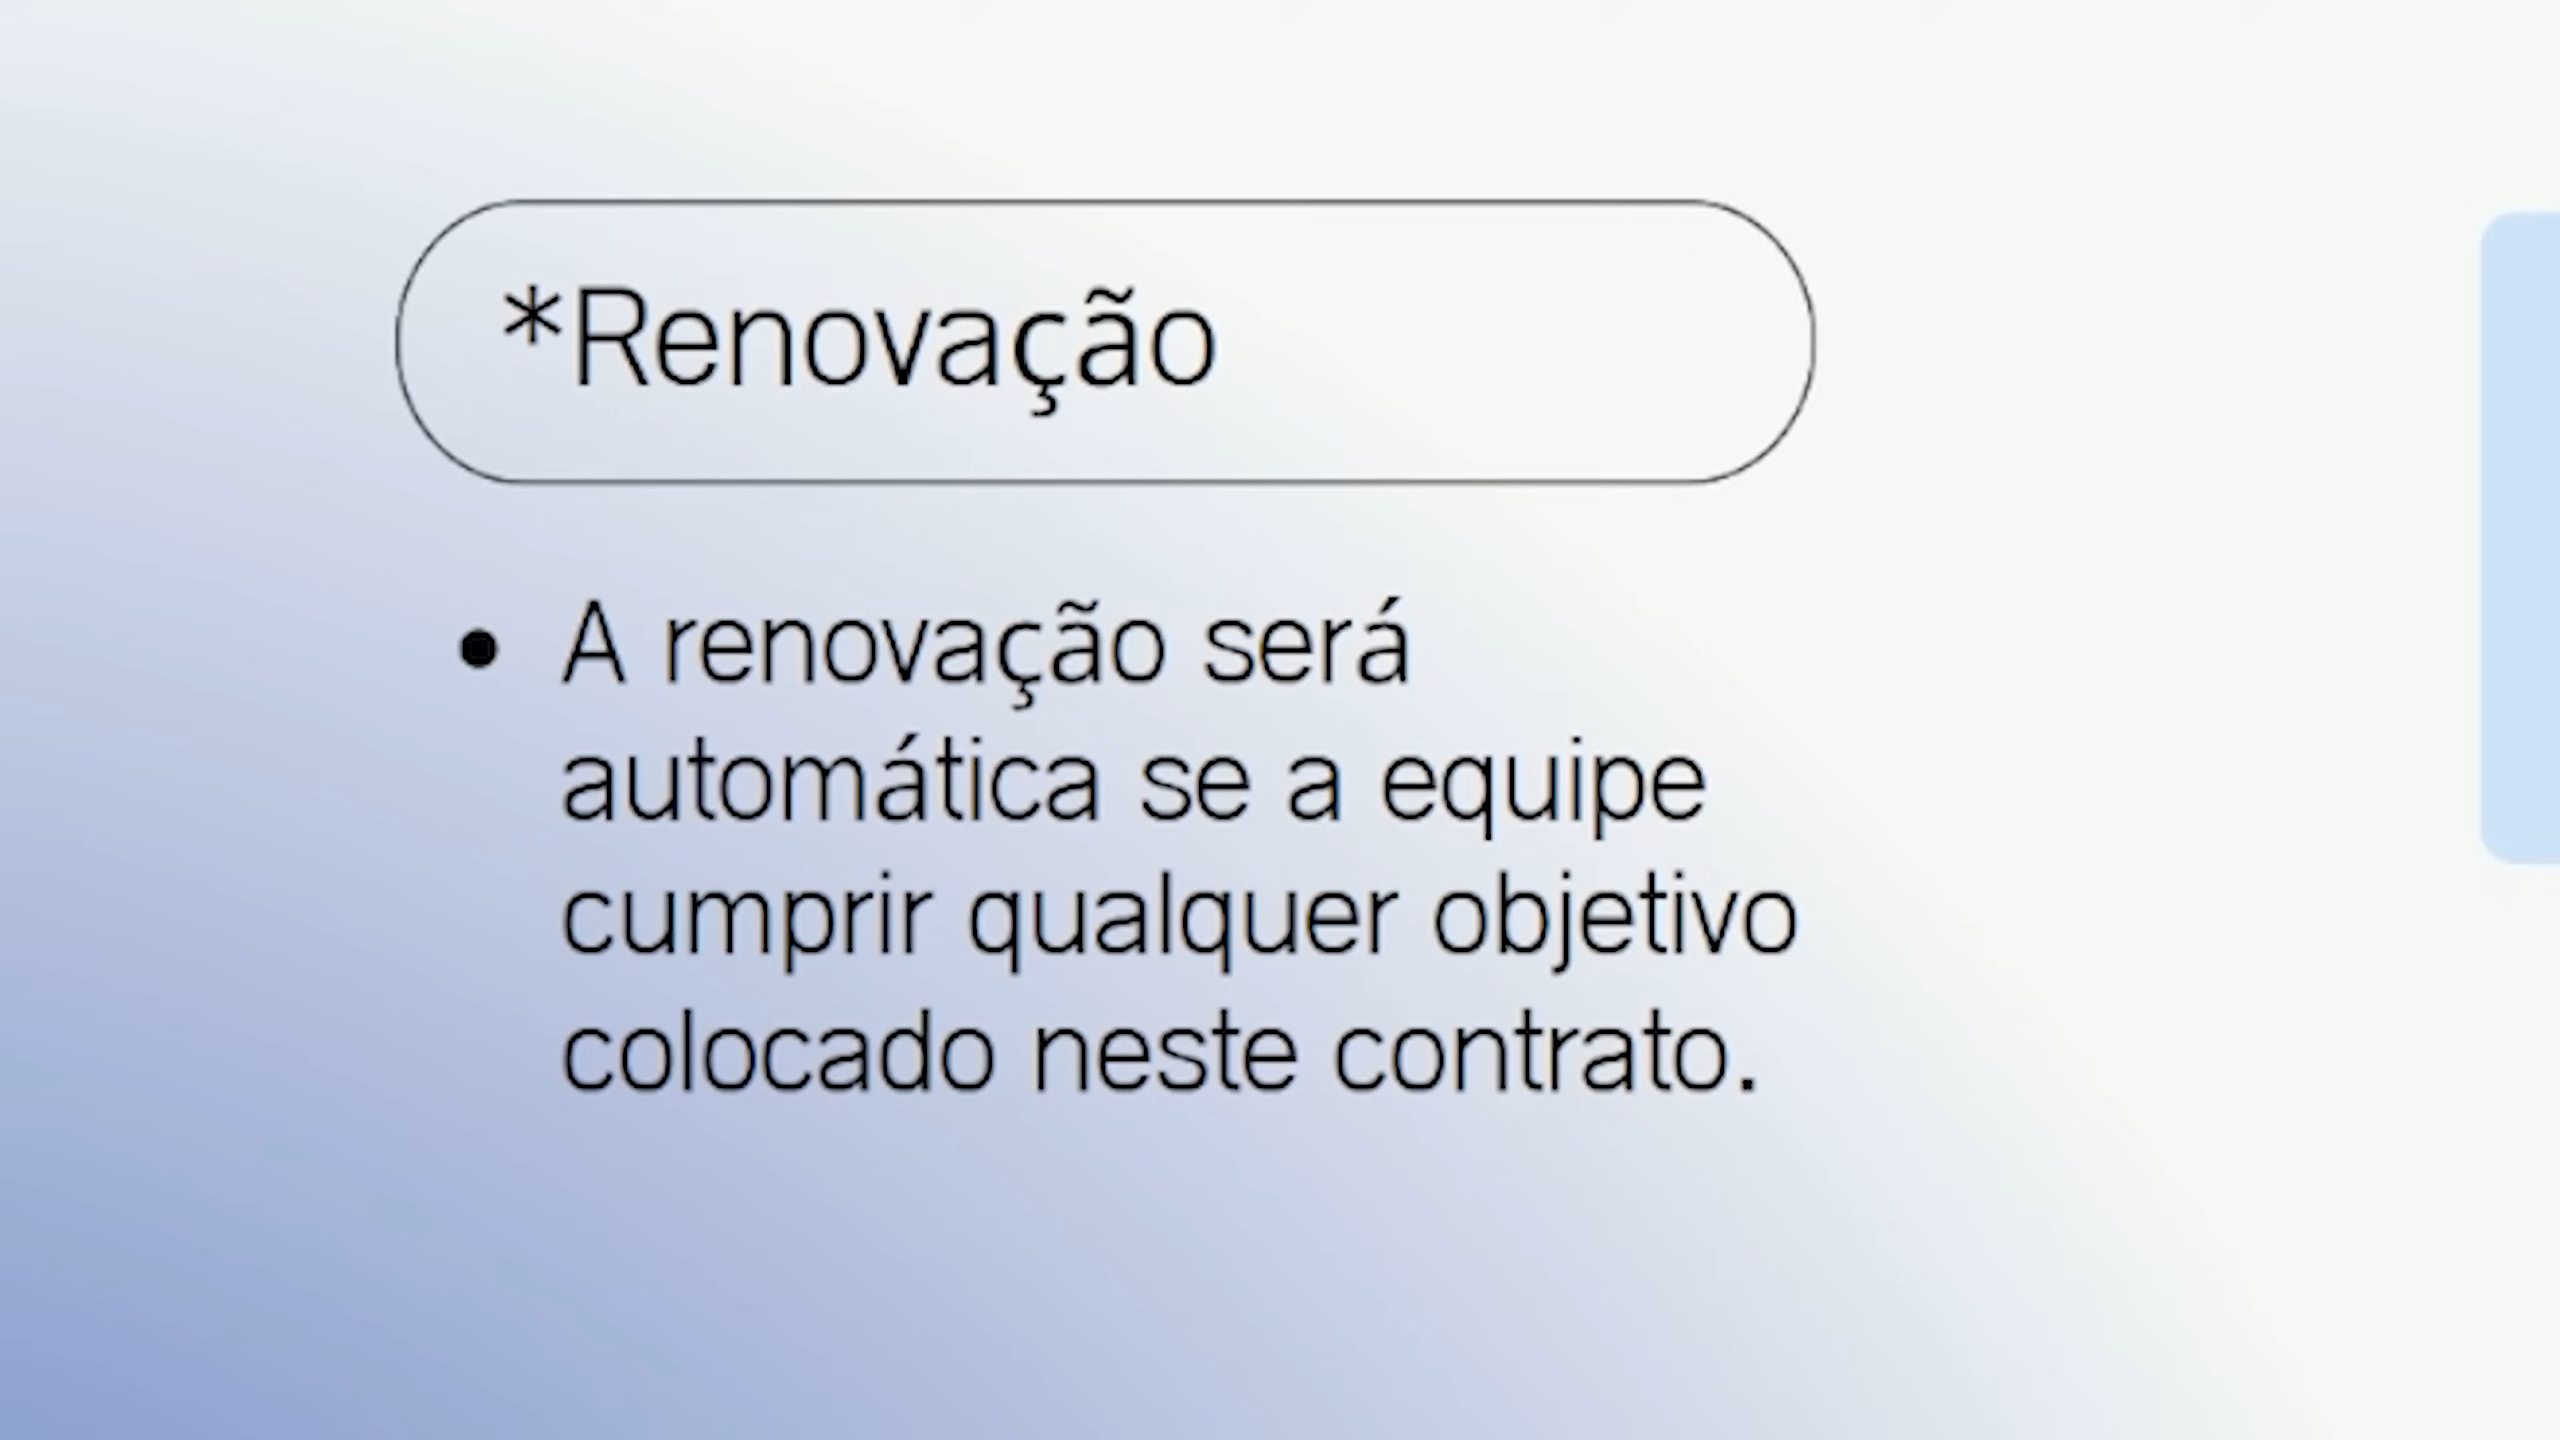 *Renovação
• A renovação será
automática se a equipe
cumprir qualquer objetivo
colocado neste contrato.